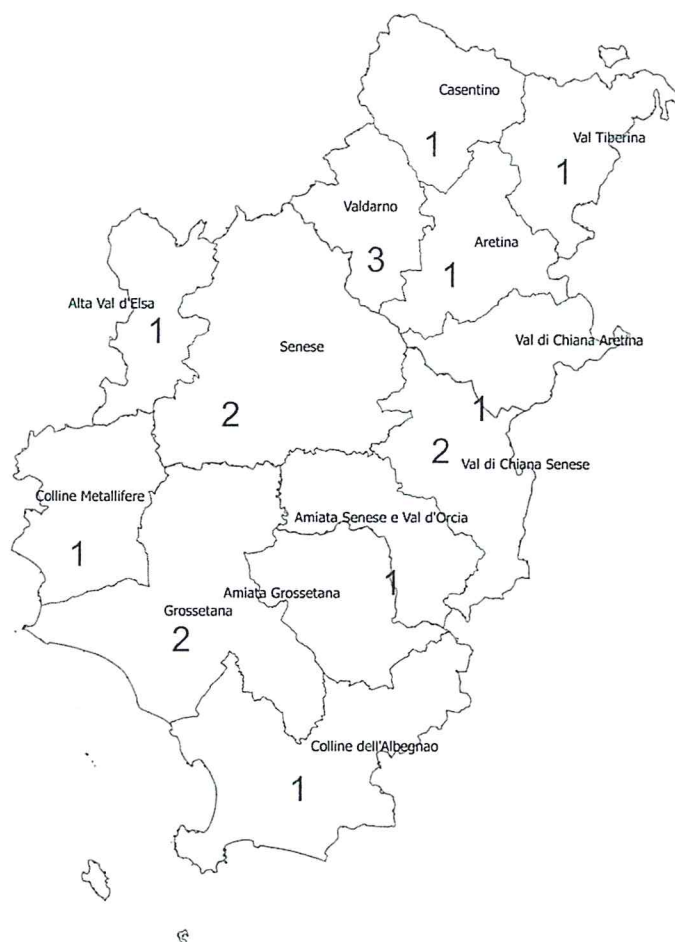 Casentino
1
Val Tiberina
1
Valdarno
3
Aretina
1
Alta Val d'Elsa
1
Senese
2
Val di Chiana Aretina
1
2
Val di Chiana Senese
Colline Metallifere
1
Amiata Senese e Val d'Orcia
1
Amiata Grossetana
Grossetana
2
Colline dell'Albegnao
1